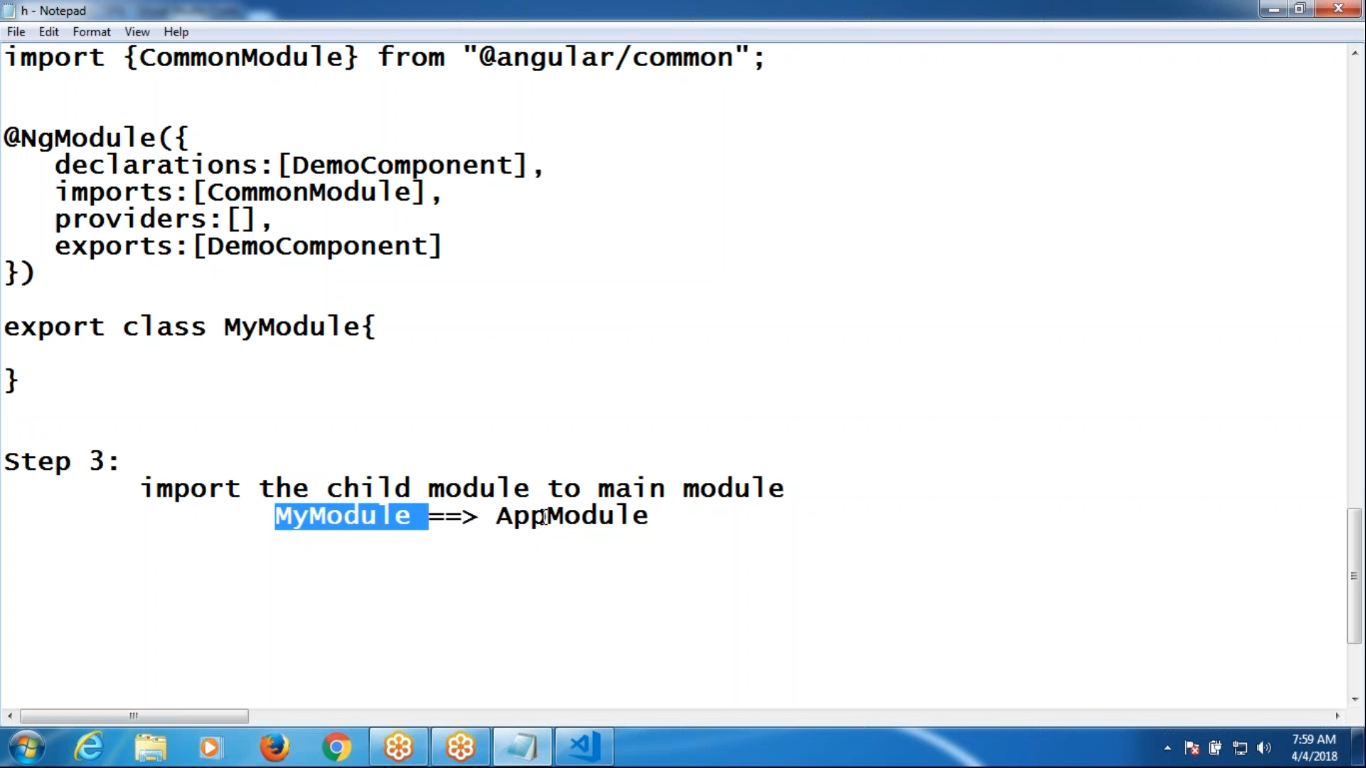 h - Notepad
File Edit Format View Help
import {CommonModule} from "@angular/common";
@NgModule({
declarations:[DemoComponent],
imports:[CommonModule],
providers:[],
exports:[DemoComponent]
})
export class MyModule{
}
Step 3:
import the child module to main module
MyModule ==> AppModule
7:59 AM
4/4/2018